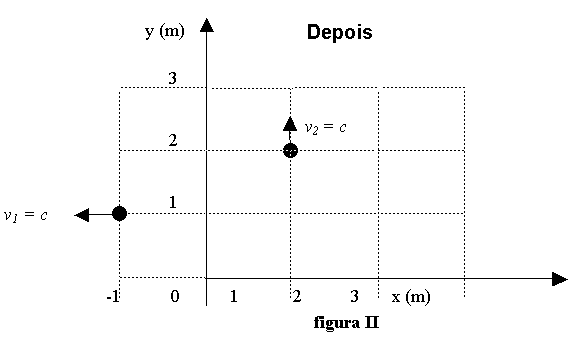 y (m)
Depois
3
v₂ = c
2
1
v₁ = c
-1 0 1 2 3 x (m)
figura II